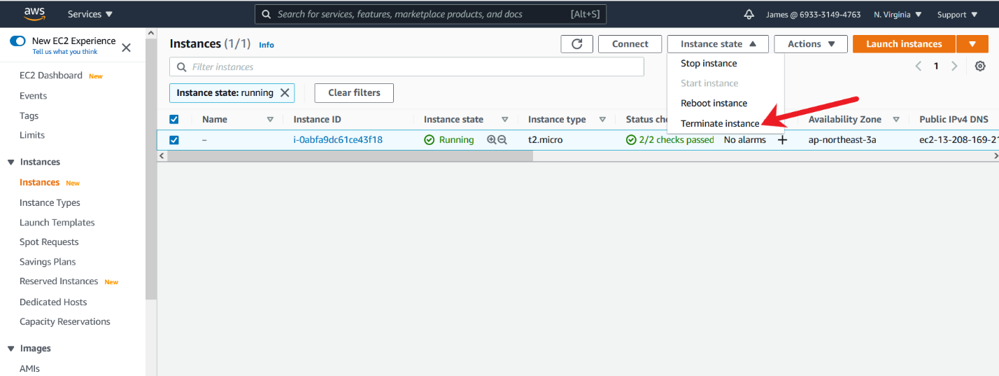 aws Services ▼ Search for services, features, marketplace products, and docs [Alt+S] James @ 6933-3149-4763 N. Virginia ▼ Support ▼
New EC2 Experience
Tell us what you think
EC2 Dashboard New
Events
Tags
Limits
▼ Instances
Instances New
Instance Types
Launch Templates
Spot Requests
Savings Plans
Reserved Instances New
Dedicated Hosts
Capacity Reservations
▼ Images
AMIs
Instances (1/1) Info Connect Instance state ▲ Actions ▼ Launch instances ▼
Filter instances
1
Instance state: running Clear filters
Stop instance
Start instance
Reboot instance
Terminate instance
Name Instance ID Instance state Instance type Status che Availability Zone Public IPv4 DNS
– i-0abfa9dc61ce43f18 Running t2.micro 2/2 checks passed No alarms + ap-northeast-3a ec2-13-208-169-21